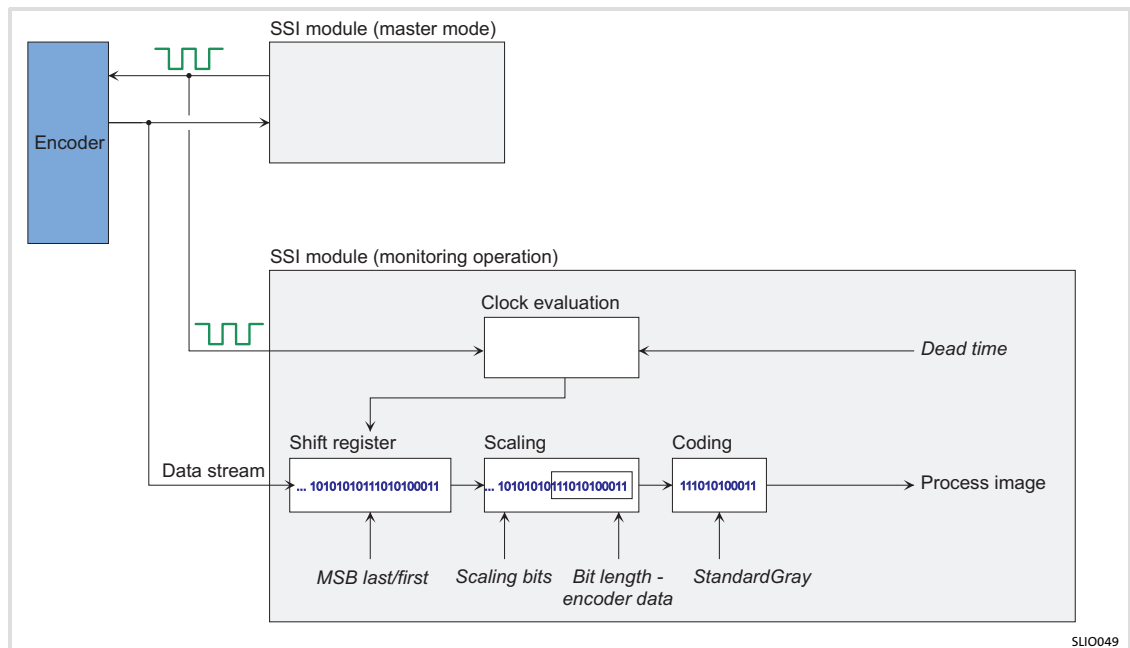 SSI module (master mode)
Encoder
SSI module (monitoring operation)
Clock evaluation
Dead time
Shift register
Scaling
Coding
Data stream
... 10101010111010100011
... 10101010111010100011
111010100011
Process image
MSB last/first
Scaling bits
Bit length -
encoder data
StandardGray
SLIO049